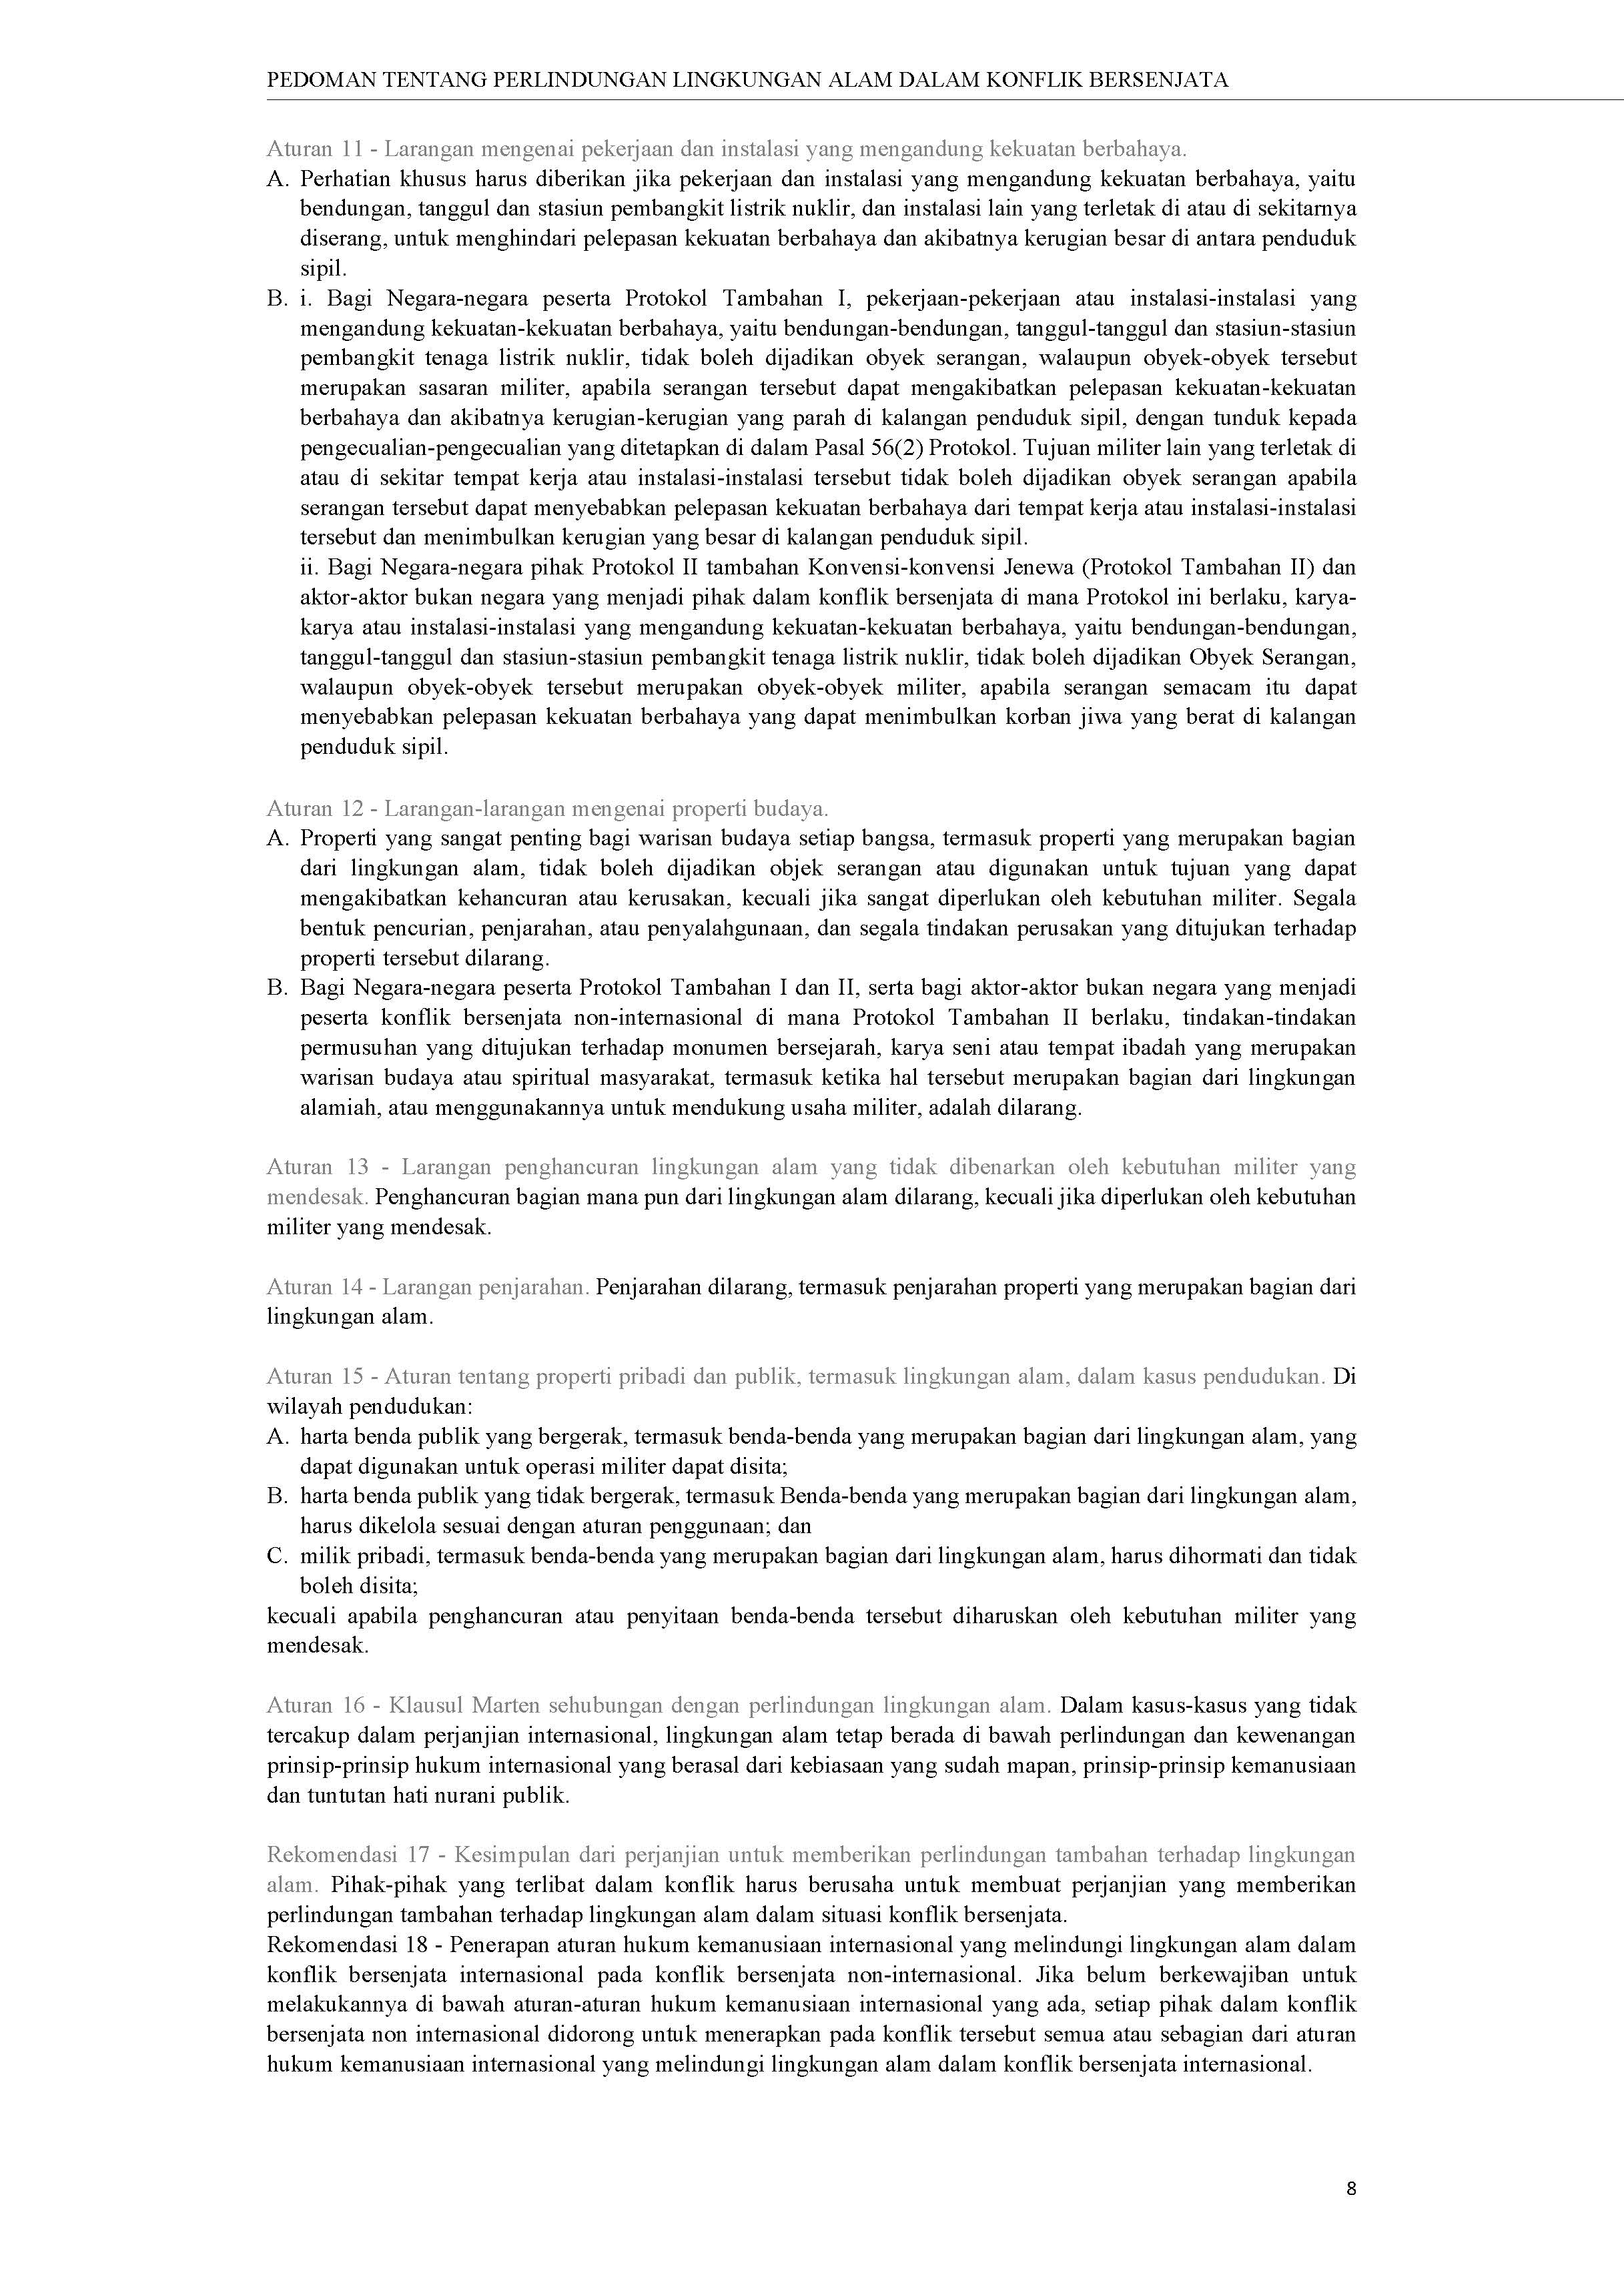 PEDOMAN TENTANG PERLINDUNGAN LINGKUNGAN ALAM DALAM KONFLIK BERSENJATA
Aturan 11 - Larangan mengenai pekerjaan dan instalasi yang mengandung kekuatan berbahaya.
A. Perhatian khusus harus diberikan jika pekerjaan dan instalasi yang mengandung kekuatan berbahaya, yaitu
bendungan, tanggul dan stasiun pembangkit listrik nuklir, dan instalasi lain yang terletak di atau di sekitarnya
diserang, untuk menghindari pelepasan kekuatan berbahaya dan akibatnya kerugian besar di antara penduduk
sipil.
B. i. Bagi Negara-negara peserta Protokol Tambahan I, pekerjaan-pekerjaan atau instalasi-instalasi yang
mengandung kekuatan-kekuatan berbahaya, yaitu bendungan-bendungan, tanggul-tanggul dan stasiun-stasiun
pembangkit tenaga listrik nuklir, tidak boleh dijadikan obyek serangan, walaupun obyek-obyek tersebut
merupakan sasaran militer, apabila serangan tersebut dapat mengakibatkan pelepasan kekuatan-kekuatan
berbahaya dan akibatnya kerugian-kerugian yang parah di kalangan penduduk sipil, dengan tunduk kepada
pengecualian-pengecualian yang ditetapkan di dalam Pasal 56(2) Protokol. Tujuan militer lain yang terletak di
atau di sekitar tempat kerja atau instalasi-instalasi tersebut tidak boleh dijadikan obyek serangan apabila
serangan tersebut dapat menyebabkan pelepasan kekuatan berbahaya dari tempat kerja atau instalasi-instalasi
tersebut dan menimbulkan kerugian yang besar di kalangan penduduk sipil.
ii. Bagi Negara-negara pihak Protokol II tambahan Konvensi-konvensi Jenewa (Protokol Tambahan II) dan
aktor-aktor bukan negara yang menjadi pihak dalam konflik bersenjata di mana Protokol ini berlaku, karya-
karya atau instalasi-instalasi yang mengandung kekuatan-kekuatan berbahaya, yaitu bendungan-bendungan,
tanggul-tanggul dan stasiun-stasiun pembangkit tenaga listrik nuklir, tidak boleh dijadikan Obyek Serangan,
walaupun obyek-obyek tersebut merupakan obyek-obyek militer, apabila serangan semacam itu dapat
menyebabkan pelepasan kekuatan berbahaya yang dapat menimbulkan korban jiwa yang berat di kalangan
penduduk sipil.
Aturan 12 - Larangan-larangan mengenai properti budaya.
A. Properti yang sangat penting bagi warisan budaya setiap bangsa, termasuk properti yang merupakan bagian
dari lingkungan alam, tidak boleh dijadikan objek serangan atau digunakan untuk tujuan yang dapat
mengakibatkan kehancuran atau kerusakan, kecuali jika sangat diperlukan oleh kebutuhan militer. Segala
bentuk pencurian, penjarahan, atau penyalahgunaan, dan segala tindakan perusakan yang ditujukan terhadap
properti tersebut dilarang.
B. Bagi Negara-negara peserta Protokol Tambahan I dan II, serta bagi aktor-aktor bukan negara yang menjadi
peserta konflik bersenjata non-internasional di mana Protokol Tambahan II berlaku, tindakan-tindakan
permusuhan yang ditujukan terhadap monumen bersejarah, karya seni atau tempat ibadah yang merupakan
warisan budaya atau spiritual masyarakat, termasuk ketika hal tersebut merupakan bagian dari lingkungan
alamiah, atau menggunakannya untuk mendukung usaha militer, adalah dilarang.
Aturan 13 - Larangan penghancuran lingkungan alam yang tidak dibenarkan oleh kebutuhan militer yang
mendesak. Penghancuran bagian mana pun dari lingkungan alam dilarang, kecuali jika diperlukan oleh kebutuhan
militer yang mendesak.
Aturan 14 - Larangan penjarahan. Penjarahan dilarang, termasuk penjarahan properti yang merupakan bagian dari
lingkungan alam.
Aturan 15 - Aturan tentang properti pribadi dan publik, termasuk lingkungan alam, dalam kasus pendudukan. Di
wilayah pendudukan:
A. harta benda publik yang bergerak, termasuk benda-benda yang merupakan bagian dari lingkungan alam, yang
dapat digunakan untuk operasi militer dapat disita;
B. harta benda publik yang tidak bergerak, termasuk Benda-benda yang merupakan bagian dari lingkungan alam,
harus dikelola sesuai dengan aturan penggunaan; dan
C. milik pribadi, termasuk benda-benda yang merupakan bagian dari lingkungan alam, harus dihormati dan tidak
boleh disita;
kecuali apabila penghancuran atau penyitaan benda-benda tersebut diharuskan oleh kebutuhan militer yang
mendesak.
Aturan 16 - Klausul Marten sehubungan dengan perlindungan lingkungan alam. Dalam kasus-kasus yang tidak
tercakup dalam perjanjian internasional, lingkungan alam tetap berada di bawah perlindungan dan kewenangan
prinsip-prinsip hukum internasional yang berasal dari kebiasaan yang sudah mapan, prinsip-prinsip kemanusiaan
dan tuntutan hati nurani publik.
Rekomendasi 17 - Kesimpulan dari perjanjian untuk memberikan perlindungan tambahan terhadap lingkungan
alam. Pihak-pihak yang terlibat dalam konflik harus berusaha untuk membuat perjanjian yang memberikan
perlindungan tambahan terhadap lingkungan alam dalam situasi konflik bersenjata.
Rekomendasi 18 - Penerapan aturan hukum kemanusiaan internasional yang melindungi lingkungan alam dalam
konflik bersenjata internasional pada konflik bersenjata non-internasional. Jika belum berkewajiban untuk
melakukannya di bawah aturan-aturan hukum kemanusiaan internasional yang ada, setiap pihak dalam konflik
bersenjata non internasional didorong untuk menerapkan pada konflik tersebut semua atau sebagian dari aturan
hukum kemanusiaan internasional yang melindungi lingkungan alam dalam konflik bersenjata internasional.
8